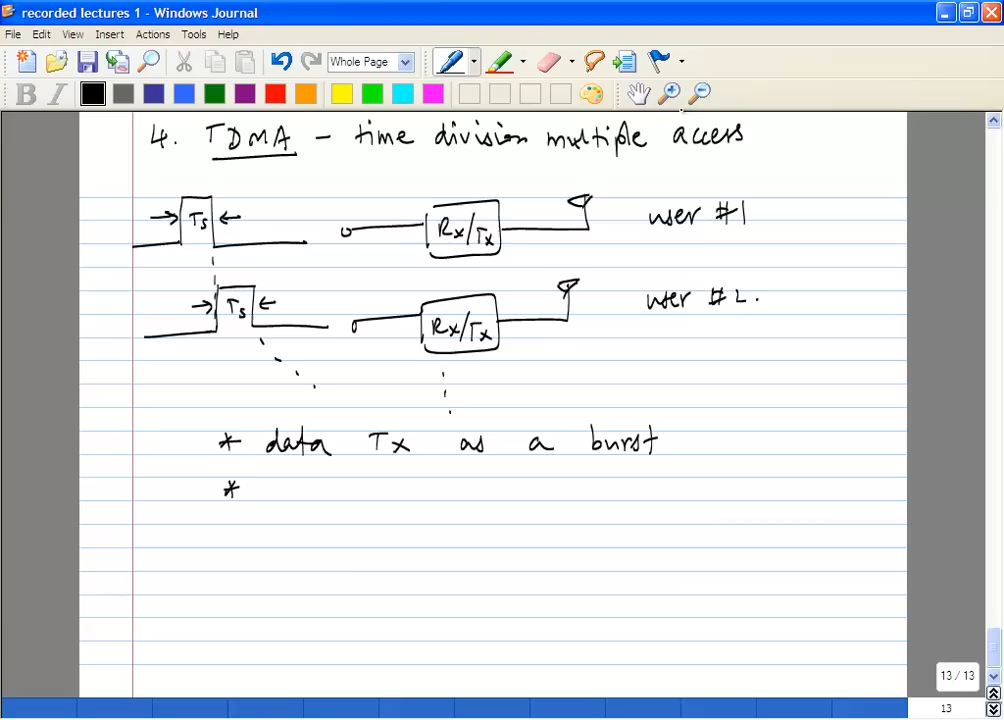 recorded lectures 1 - Windows Journal
File Edit View Insert Actions Tools Help
Whole Page
B I
4. TDMA – time division multiple access
Ts
Rx/Tx
user #1
Ts
Rx/Tx
user #2.
* data Tx as a burst
*
13 / 13
13